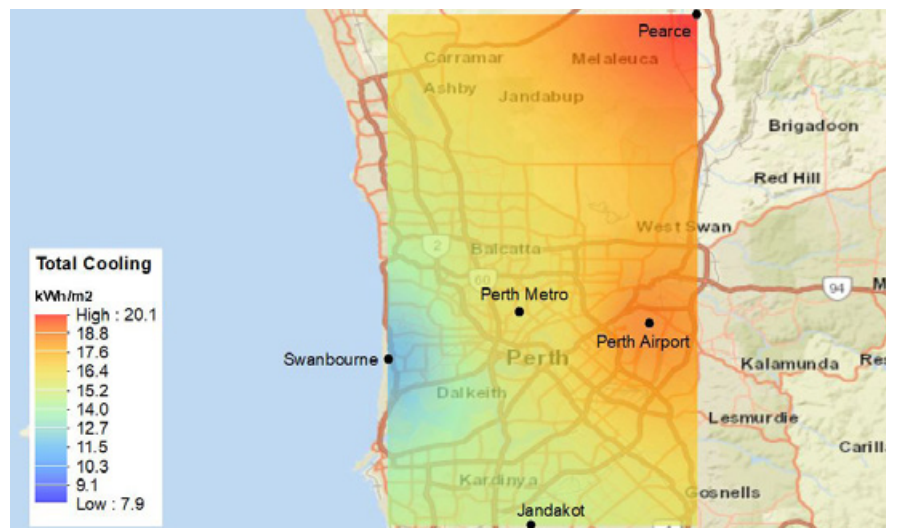 Pearce
Carramar
Melaleuca
Ashby
Jandabup
Brigadoon
Red Hill
West Swan
2
Balcatta
60
94
M
Total Cooling
kWh/m2
High : 20.1
18.8
17.6
16.4
15.2
14.0
12.7
11.5
10.3
9.1
Low : 7.9
Perth Metro
Perth Airport
Swanbourne
Perth
Kalamunda
Res
Dalkeith
Lesmurdie
Carill
Kardinya
Gosnells
Jandakot